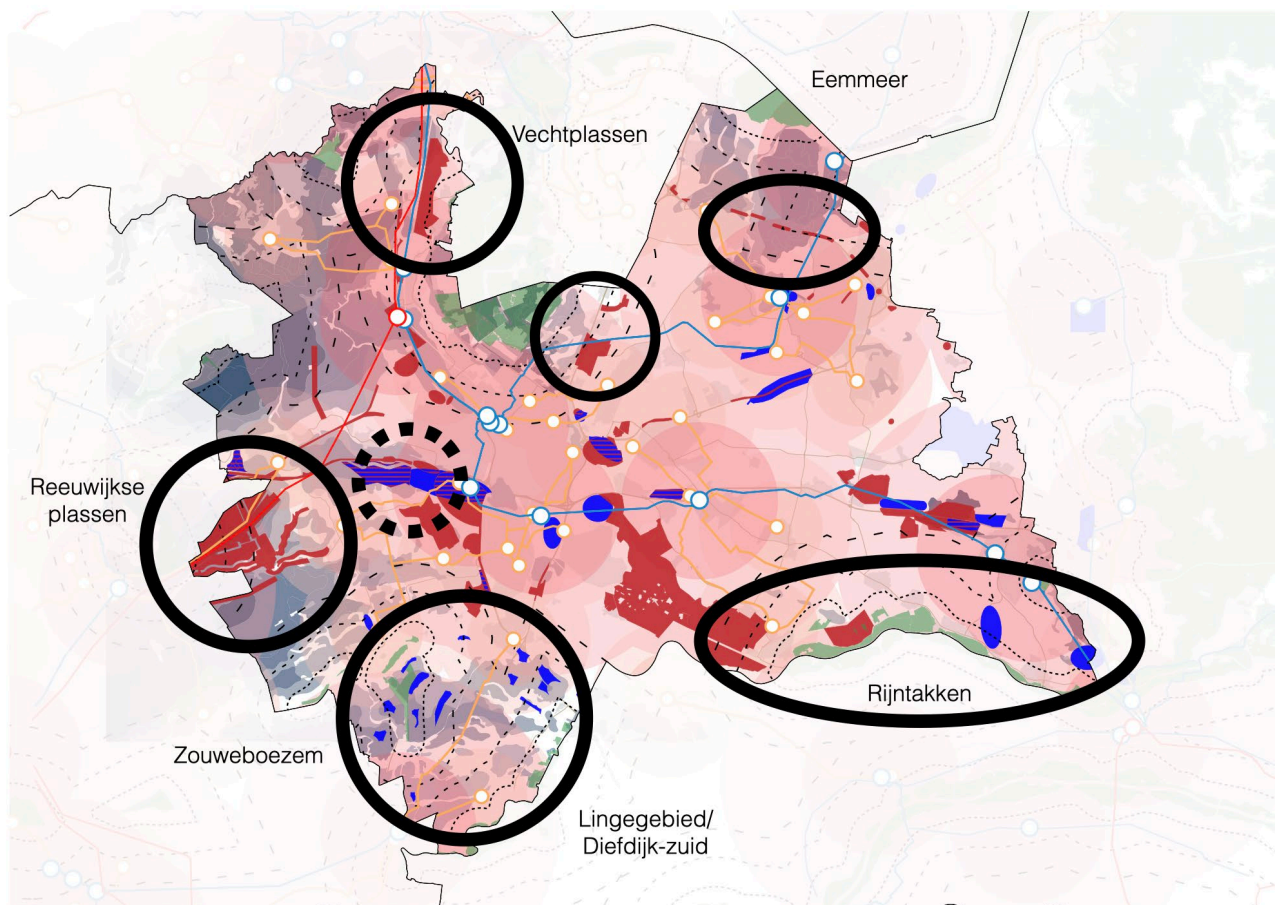 Eemmeer
Vechtplassen
Reeuwijkse
plassen
Rijntakken
Zouweboezem
Lingegebied/
Diefdijk-zuid